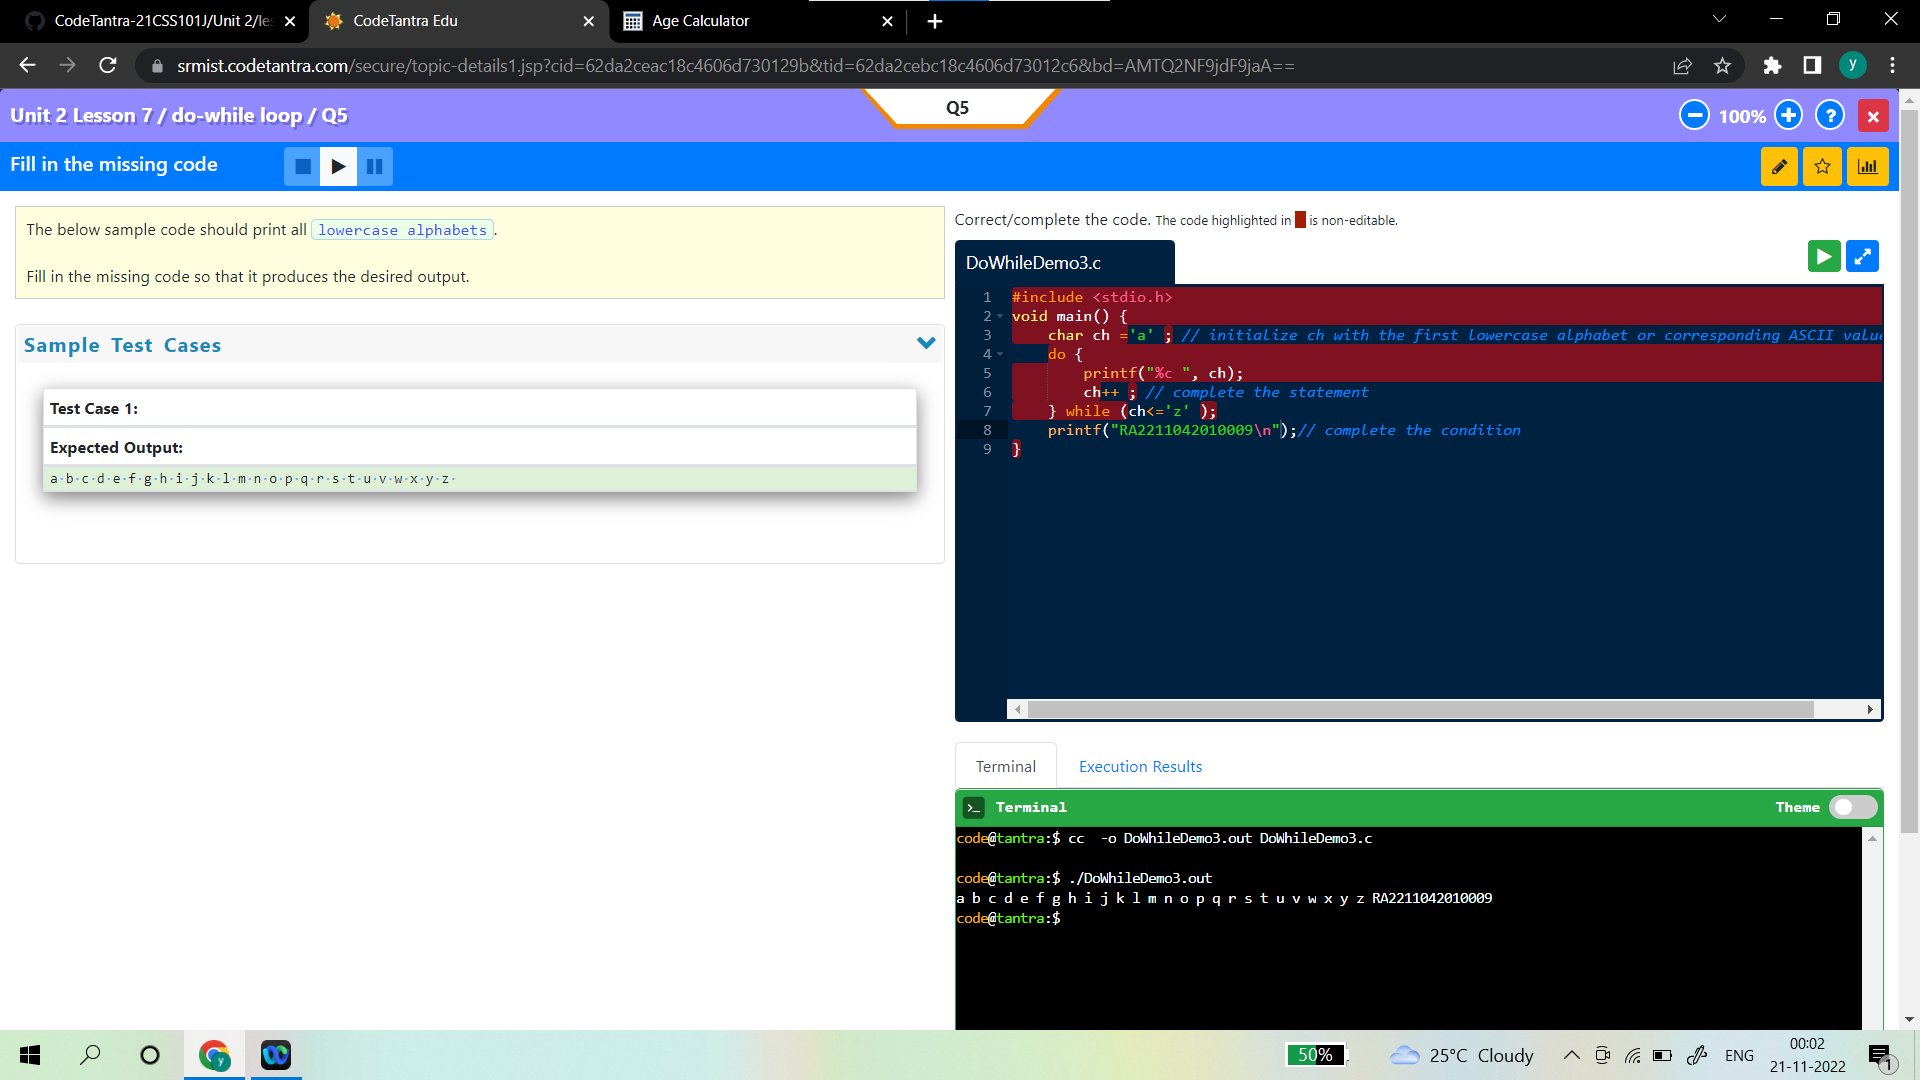 CodeTantra-21CSS101J/Unit 2/les
CodeTantra Edu
Age Calculator
srmist.codetantra.com/secure/topic-details1.jsp?cid=62da2ceac18c4606d730129b&tid=62da2cebc18c4606d73012c6&bd=AMTQ2NF9jdF9jaA==
y
Unit 2 Lesson 7 / do-while loop / Q5
Q5
100%
?
Fill in the missing code
The below sample code should print all lowercase alphabets.
Fill in the missing code so that it produces the desired output.
Sample Test Cases
Test Case 1:
Expected Output:
a·b·c·d·e·f·g·h·i·j·k·l·m·n·o·p·q·r·s·t·u·v·w·x·y·z·
Correct/complete the code. The code highlighted in is non-editable.
DoWhileDemo3.c
1 #include <stdio.h>
2 void main() {
3 char ch ='a' ; // initialize ch with the first lowercase alphabet or corresponding ASCII value
4 do {
5 printf("%c ", ch);
6 ch++ ; // complete the statement
7 } while (ch<='z' );
8 printf("RA2211042010009\n");// complete the condition
9 }
Terminal
Execution Results
>_ Terminal
Theme
code@tantra:$ cc -o DoWhileDemo3.out DoWhileDemo3.c
code@tantra:$ ./DoWhileDemo3.out
a b c d e f g h i j k l m n o p q r s t u v w x y z RA2211042010009
code@tantra:$
y
50%
25°C Cloudy
ENG
00:02
21-11-2022
1